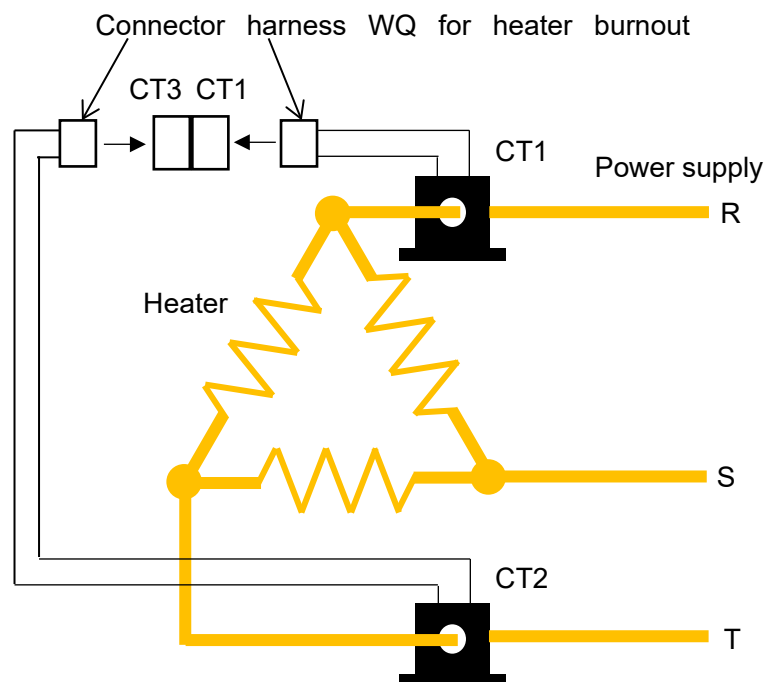 Connector harness WQ for heater burnout
CT3 CT1
CT1
Power supply
R
Heater
S
CT2
T